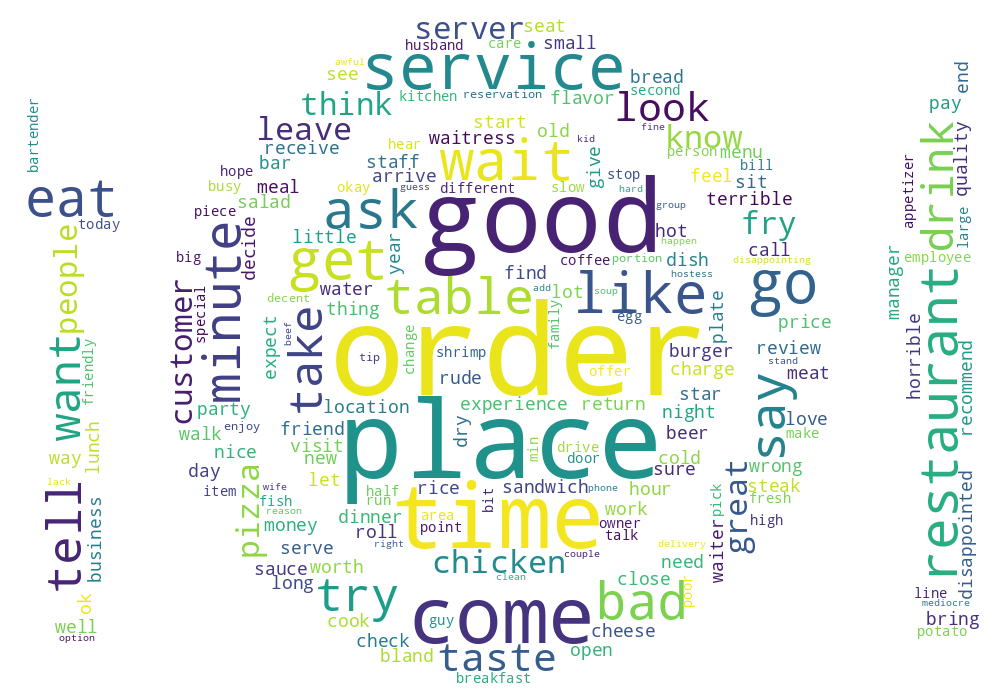 server
seat
husband
care
small
service
awful
see
bread
second
think
kitchen
reservation
flavor
look
bartender
end
pay
leave
start
fine
know
waitress
old
kid
receive
hear
person
menu
bar
staff
give
stop
bill
quality
hope
arrive
okay
wait
slow
feel
sit
busy
meal
guess
different
hard
terrible
eat
salad
ask
good
group
fry
appetizer
drink
large
today
piece
people
minute
decide
little
year
hot
happen
call
big
get
find
coffee
portion
dish
disappointing
employee
manager
water
table
add
lot
soup
hostess
like
go
customer
special
decent
thing
egg
plate
price
expect
take
order
change
family
restaurant
want
friendly
tip
beef
shrimp
burger
review
stand
rude
offer
charge
meat
horrible
recommend
party
location
place
experience
return
star
say
love
walk
enjoy
friend
dry
night
make
way
lunch
nice
visit
min
drive
beer
day
new
door
cold
wrong
tell
lack
pizza
item
let
sure
great
steak
wife
half
rice
bit
sandwich
phone
hour
pick
fresh
disappointed
fish
run
time
reason
dinner
area
work
high
business
money
roll
point
owner
talk
right
serve
chicken
couple
delivery
waiter
sauce
worth
need
long
clean
close
poor
ok
try
come
bad
line
mediocre
well
cook
guy
cheese
bring
option
check
potato
bland
taste
open
breakfast